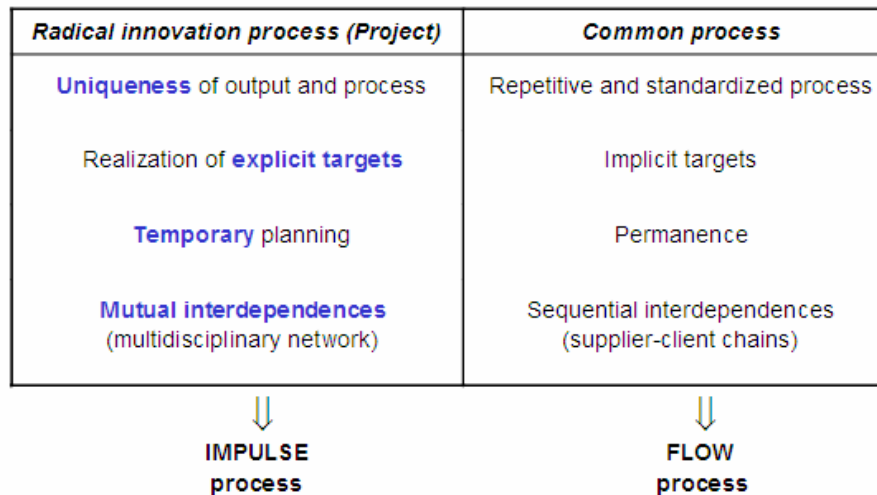 Radical innovation process (Project)
Common process
Uniqueness of output and process
Repetitive and standardized process
Realization of explicit targets
Implicit targets
Temporary planning
Permanence
Mutual interdependences
(multidisciplinary network)
Sequential interdependences
(supplier-client chains)
IMPULSE
process
FLOW
process